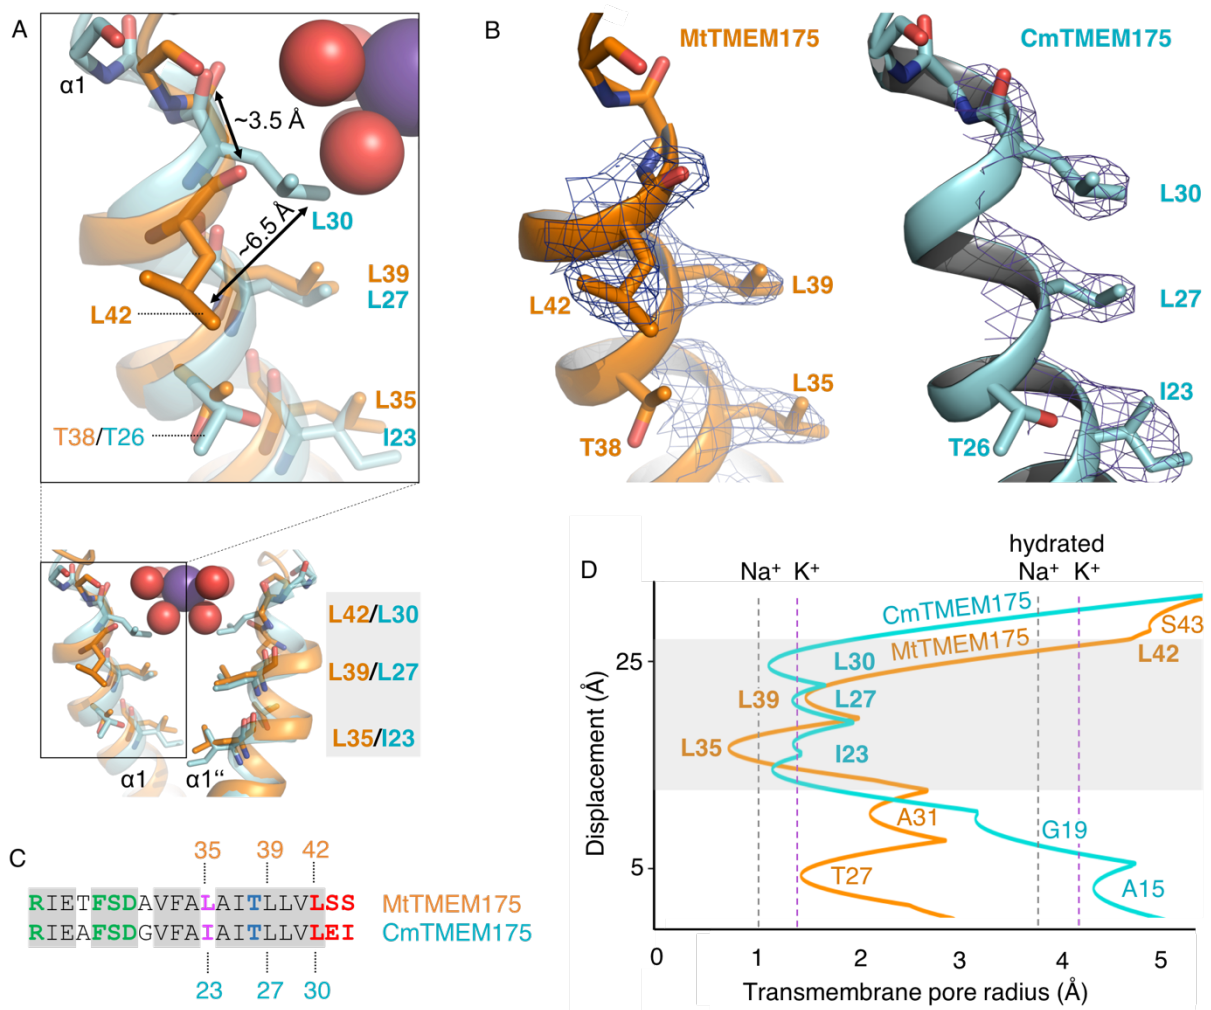 A
α1
~3.5 Å
L30
~6.5 Å
L39
L27
L42
L35
T38/T26
I23
B
MtTMEM175
CmTMEM175
L30
L39
L27
L42
L35
I23
T38
T26
L42/L30
L39/L27
L35/I23
α1
α1“
C
35 39 42
RIETFSDAVFALAITLLVLSS MtTMEM175
RIEAFSDGVFAIAITLLVLEI CmTMEM175
23 27 30
D
hydrated
Na+ K+ Na+ K+
CmTMEM175
S43
MtTMEM175
L42
L30
25
L39
L27
L35
I23
A31
G19
T27
A15
5
Displacement (Å)
0 1 2 3 4 5
Transmembrane pore radius (Å)